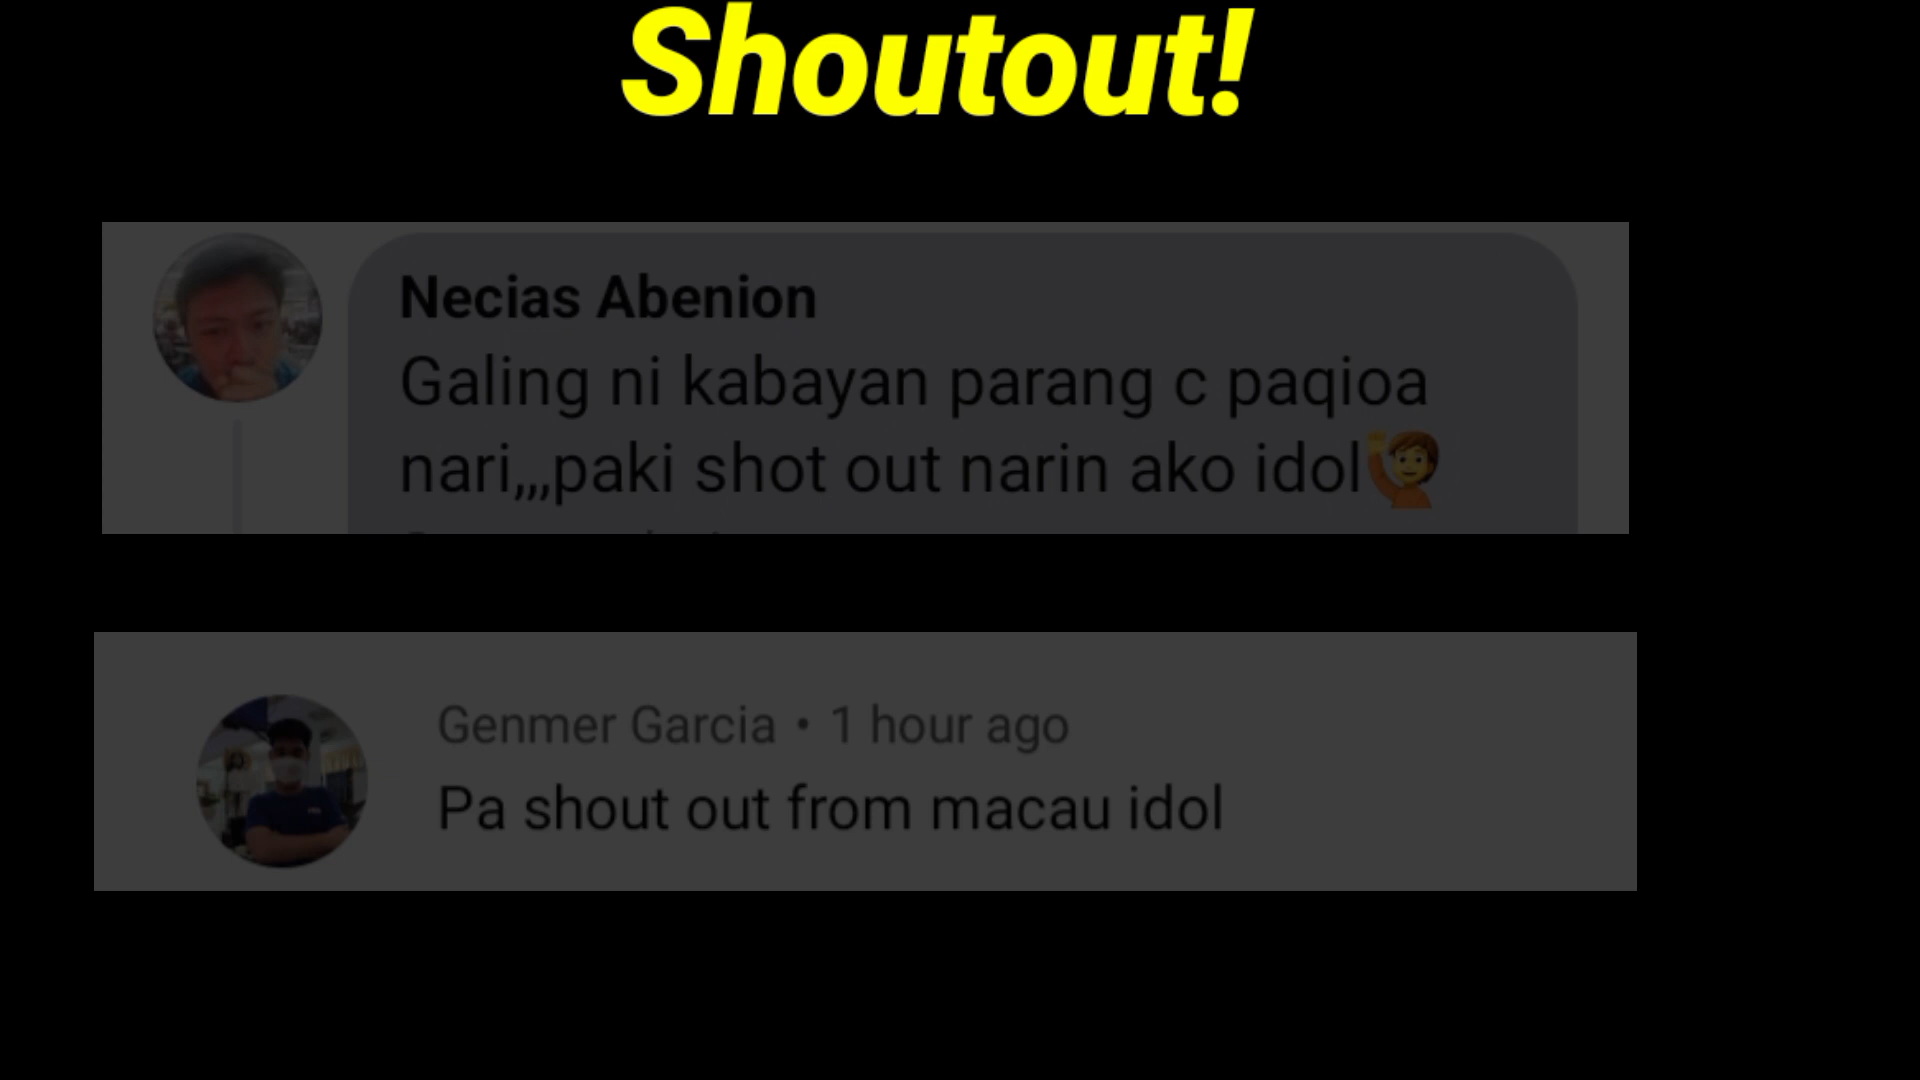 Shoutout!
Necias Abenion
Galing ni kabayan parang c paqioa
nari,,,paki shot out narin ako idol🙋
Genmer Garcia • 1 hour ago
Pa shout out from macau idol